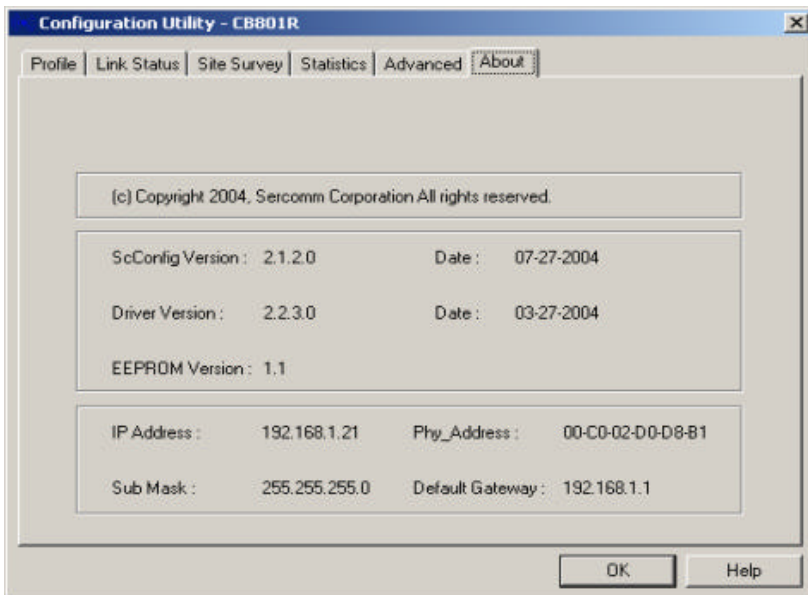 Configuration Utility - CB801R
Profile Link Status Site Survey Statistics Advanced About
(c) Copyright 2004, Sercomm Corporation All rights reserved.
ScConfig Version : 2.1.2.0 Date : 07-27-2004
Driver Version : 2.2.3.0 Date : 03-27-2004
EEPROM Version : 1.1
IP Address : 192.168.1.21 Phy_Address : 00-C0-02-D0-D8-B1
Sub Mask : 255.255.255.0 Default Gateway : 192.168.1.1
OK Help